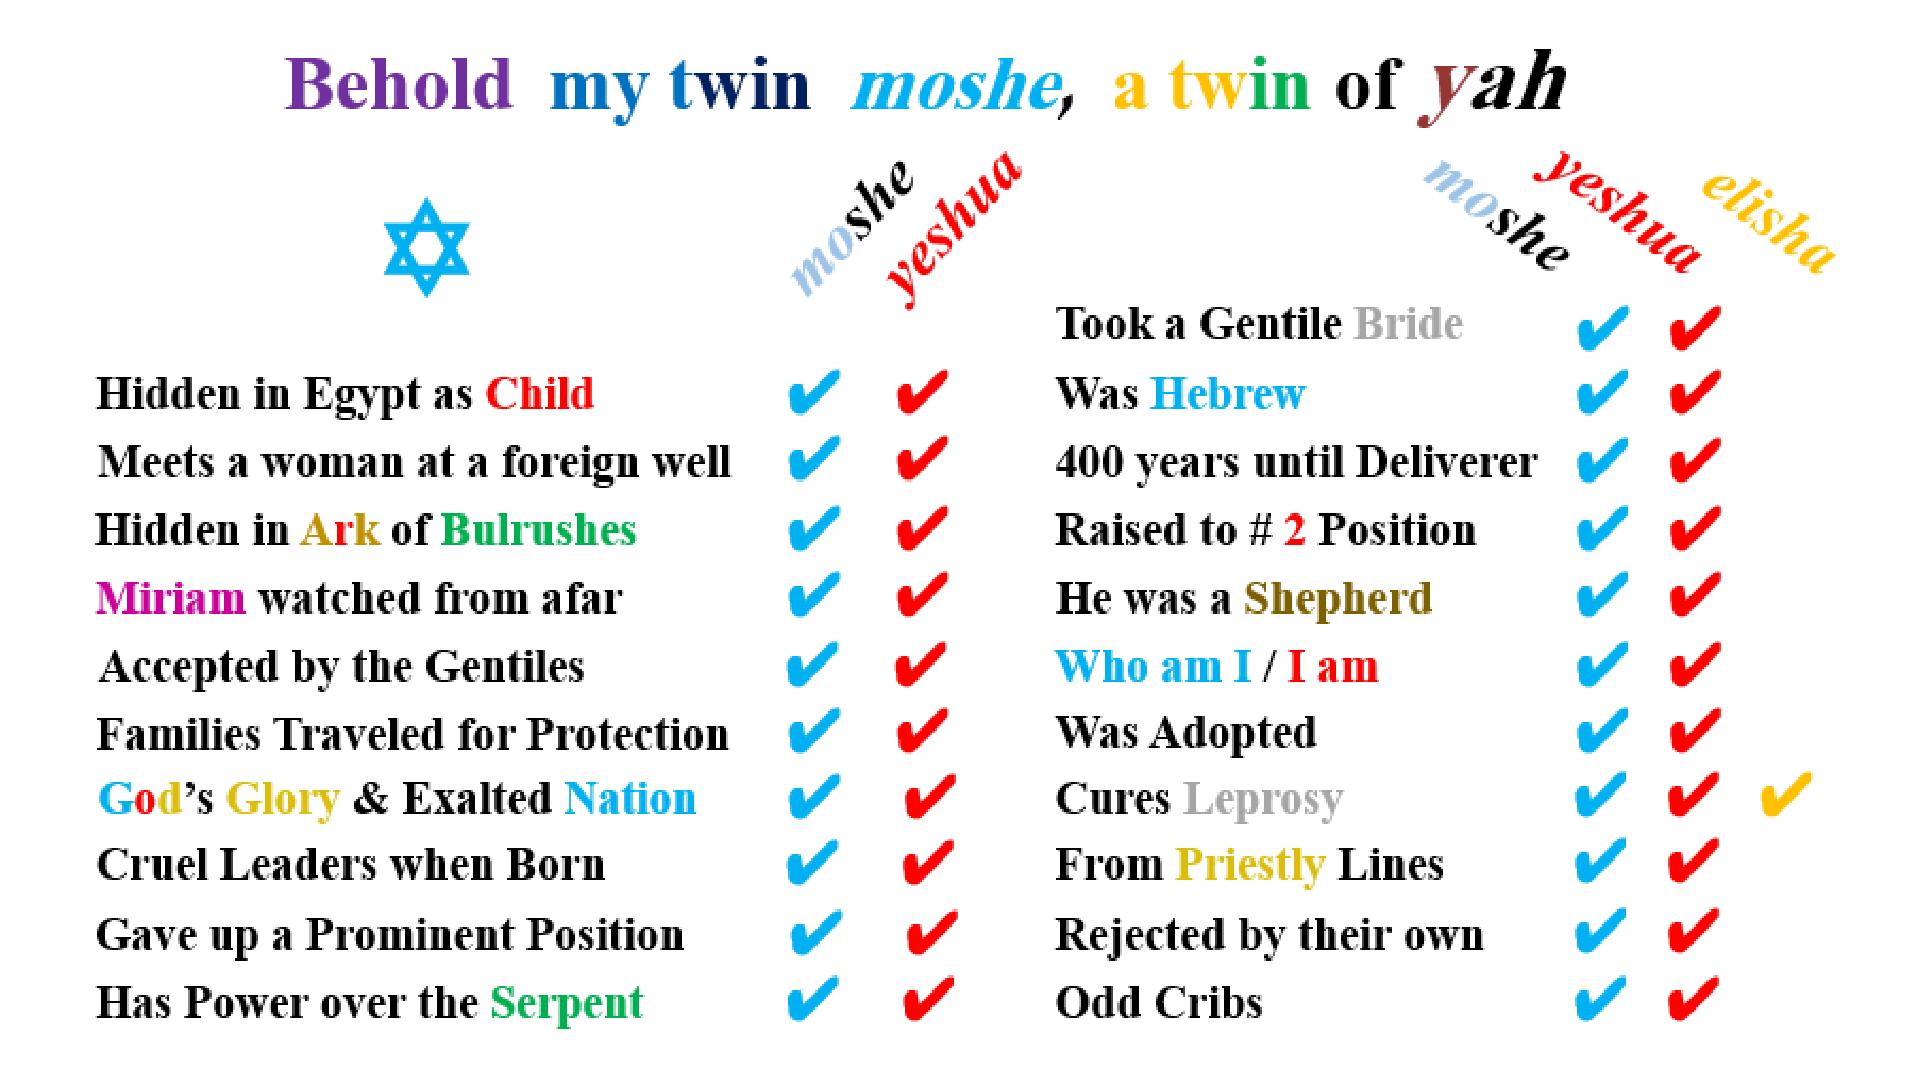 Behold my twin moshe, a twin of yah
moshe yeshua
Hidden in Egypt as Child ✔ ✔
Meets a woman at a foreign well ✔ ✔
Hidden in Ark of Bulrushes ✔ ✔
Miriam watched from afar ✔ ✔
Accepted by the Gentiles ✔ ✔
Families Traveled for Protection ✔ ✔
God’s Glory & Exalted Nation ✔ ✔
Cruel Leaders when Born ✔ ✔
Gave up a Prominent Position ✔ ✔
Has Power over the Serpent ✔ ✔
moshe yeshua elisha
Took a Gentile Bride ✔ ✔
Was Hebrew ✔ ✔
400 years until Deliverer ✔ ✔
Raised to # 2 Position ✔ ✔
He was a Shepherd ✔ ✔
Who am I / I am ✔ ✔
Was Adopted ✔ ✔
Cures Leprosy ✔ ✔ ✔
From Priestly Lines ✔ ✔
Rejected by their own ✔ ✔
Odd Cribs ✔ ✔